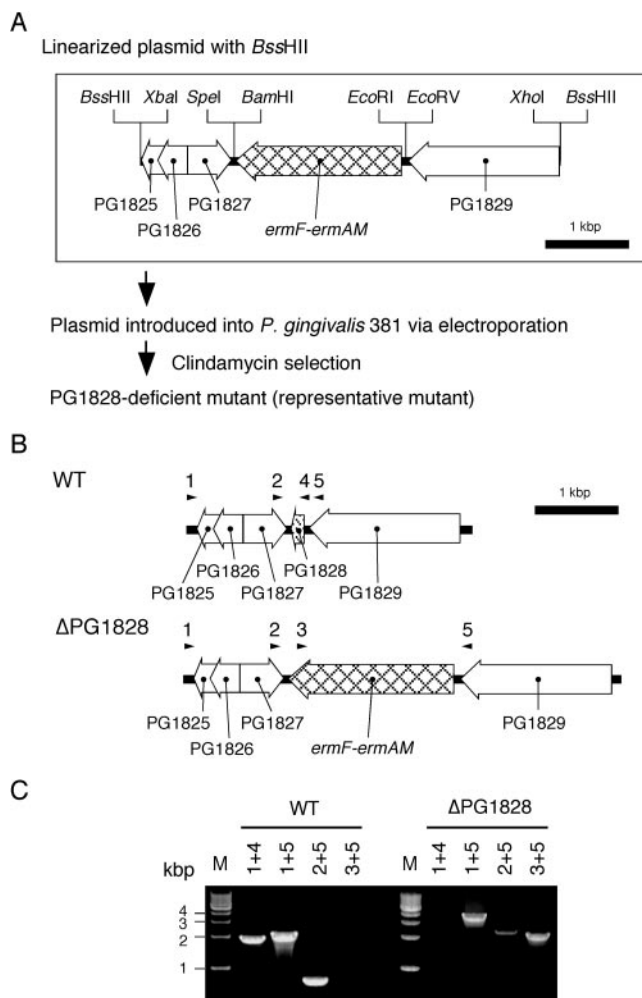 A
Linearized plasmid with BssHII
BssHII XbaI SpeI BamHI EcoRI EcoRV XhoI BssHII
PG1825 PG1827 PG1829
PG1826 ermF-ermAM
1 kbp
Plasmid introduced into P. gingivalis 381 via electroporation
Clindamycin selection
PG1828-deficient mutant (representative mutant)
B
WT
1 2 4 5
1 kbp
PG1826 PG1828
PG1825 PG1827 PG1829
ΔPG1828
1 2 3 5
PG1825 PG1827 PG1829
PG1826 ermF-ermAM
C
WT ΔPG1828
kbp M 1+4 1+5 2+5 3+5 M 1+4 1+5 2+5 3+5
4
3
2
1